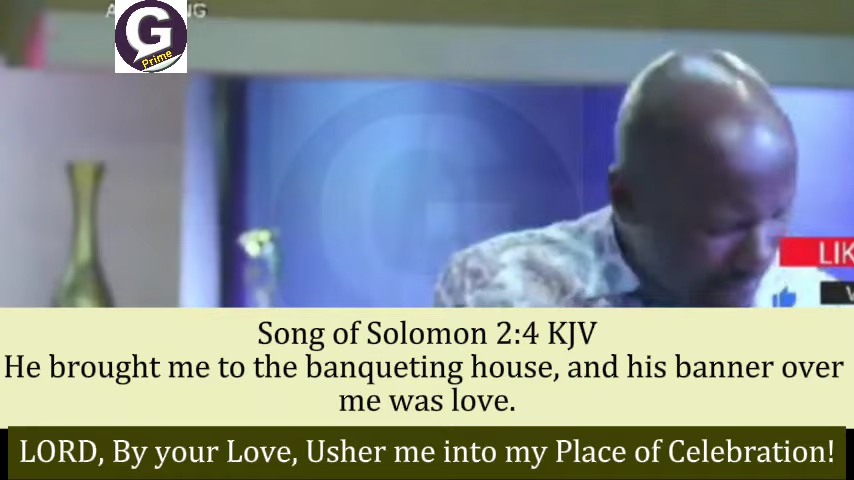 G
Prime
LIK
Song of Solomon 2:4 KJV
He brought me to the banqueting house, and his banner over
me was love.
LORD, By your Love, Usher me into my Place of Celebration!